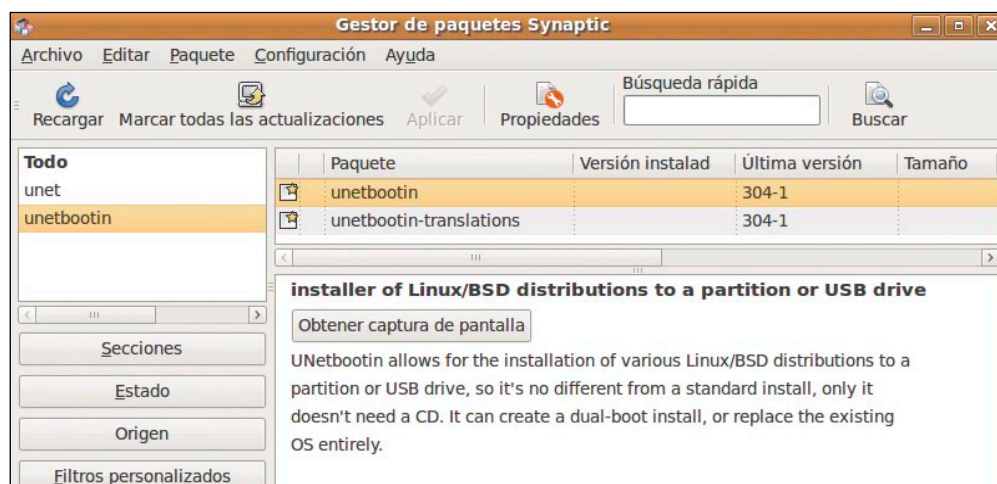 Gestor de paquetes Synaptic
Archivo Editar Paquete Configuración Ayuda
Recargar Marcar todas las actualizaciones Aplicar Propiedades Búsqueda rápida Buscar
Todo
unet
unetbootin
Paquete Versión instalad Última versión Tamaño
unetbootin 304-1
unetbootin-translations 304-1
installer of Linux/BSD distributions to a partition or USB drive
Obtener captura de pantalla
UNetbootin allows for the installation of various Linux/BSD distributions to a
partition or USB drive, so it's no different from a standard install, only it
doesn't need a CD. It can create a dual-boot install, or replace the existing
OS entirely.
Secciones
Estado
Origen
Filtros personalizados